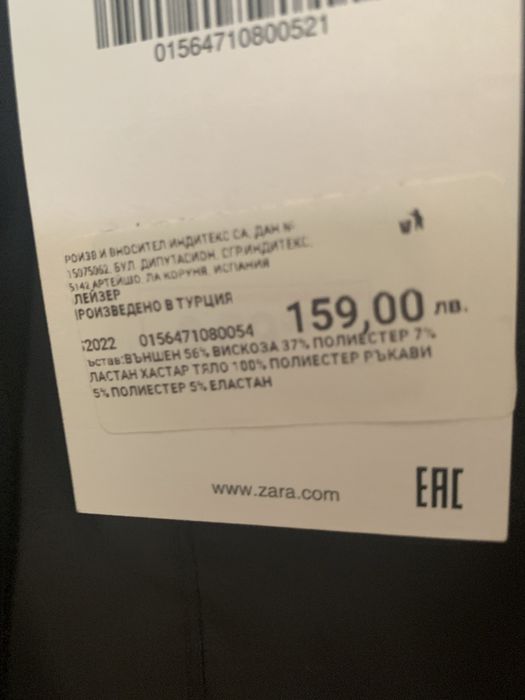 01564710800521
РОИЗВ И ВНОСИТЕЛ ИНДИТЕКС СА, ДАН №
15075062, БУЛ. ДИПУТАСИОН, СГР.ИНДИТЕКС,
5142,АРТЕИШО, ЛА КОРУНЯ, ИСПАНИЯ
ЛЕЙЗЕР
РОИЗВЕДЕНО В ТУРЦИЯ
2022 0156471080054 159,00 лв.
ъстав:ВЪНШЕН 56% ВИСКОЗА 37% ПОЛИЕСТЕР 7%
ЛАСТАН ХАСТАР ТЯЛО 100% ПОЛИЕСТЕР РЪКАВИ
5% ПОЛИЕСТЕР 5% ЕЛАСТАН
www.zara.com EAC